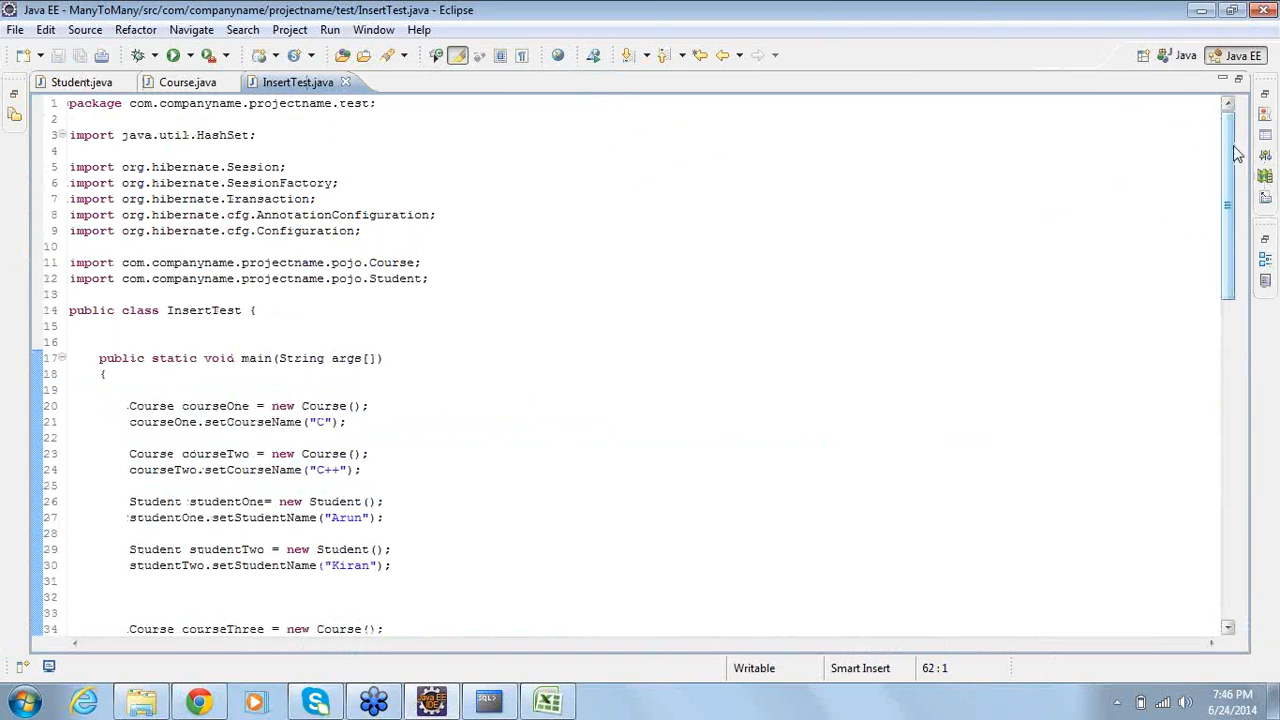 Java EE - ManyToMany/src/com/companyname/projectname/test/InsertTest.java - Eclipse
File Edit Source Refactor Navigate Search Project Run Window Help
Java Java EE
Student.java Course.java InsertTest.java
1 package com.companyname.projectname.test;
2
3 import java.util.HashSet;
4
5 import org.hibernate.Session;
6 import org.hibernate.SessionFactory;
7 import org.hibernate.Transaction;
8 import org.hibernate.cfg.AnnotationConfiguration;
9 import org.hibernate.cfg.Configuration;
10
11 import com.companyname.projectname.pojo.Course;
12 import com.companyname.projectname.pojo.Student;
13
14 public class InsertTest {
15
16
17 public static void main(String args[])
18 {
19
20 Course courseOne = new Course();
21 courseOne.setCourseName("C");
22
23 Course courseTwo = new Course();
24 courseTwo.setCourseName("C++");
25
26 Student studentOne= new Student();
27 studentOne.setStudentName("Arun");
28
29 Student studentTwo = new Student();
30 studentTwo.setStudentName("Kiran");
31
32
33
34 Course courseThree = new Course();
Writable Smart Insert 62 : 1
Java EE
IDE
SQL>
7:46 PM
6/24/2014